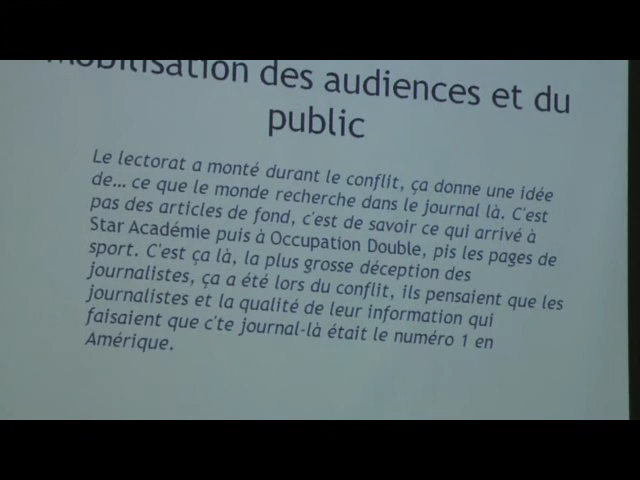 mobilisation des audiences et du
public
Le lectorat a monté durant le conflit, ça donne une idée
de... ce que le monde recherche dans le journal là. C'est
pas des articles de fond, c'est de savoir ce qui arrivé à
Star Académie puis à Occupation Double, pis les pages de
sport. C'est ça là, la plus grosse déception des
journalistes, ça a été lors du conflit, ils pensaient que les
journalistes et la qualité de leur information qui
faisaient que c'te journal-là était le numéro 1 en
Amérique.